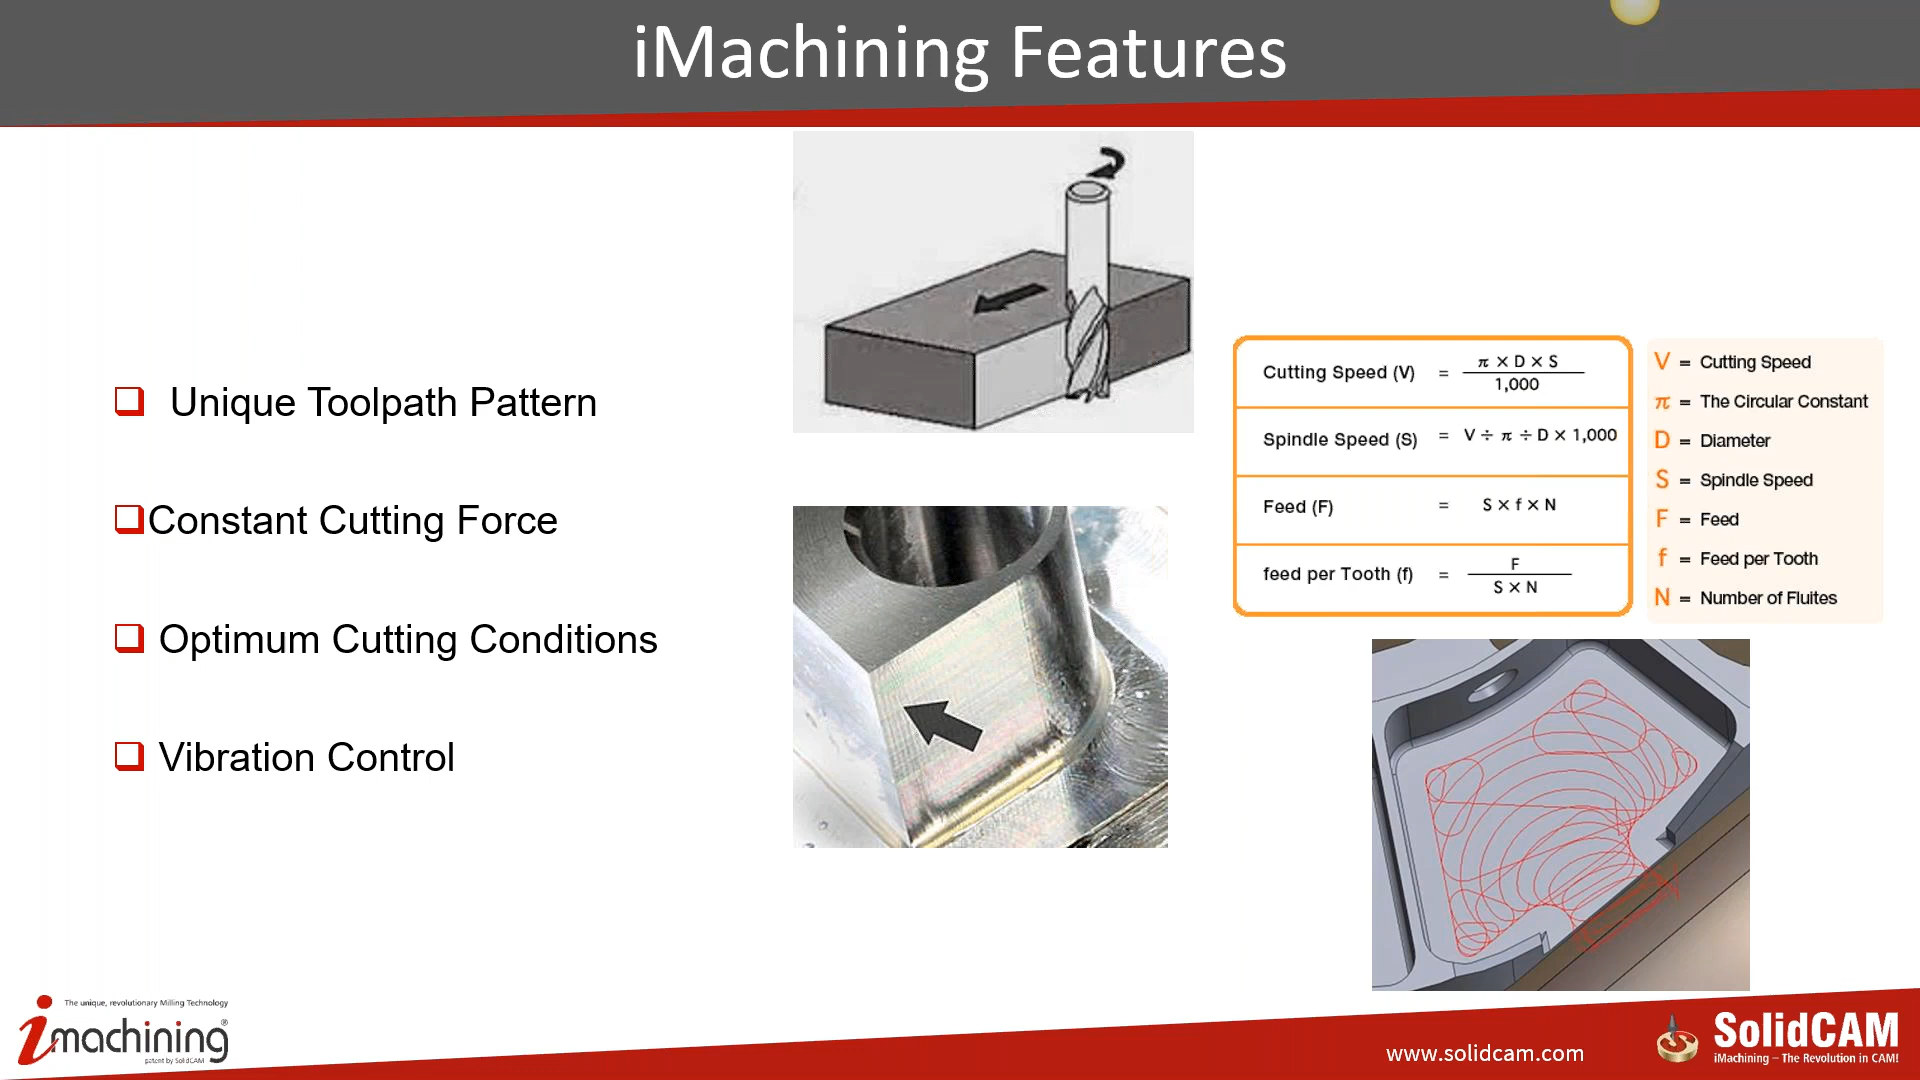 iMachining Features
❑ Unique Toolpath Pattern
❑Constant Cutting Force
❑ Optimum Cutting Conditions
❑ Vibration Control
Cutting Speed (V) = π × D × S / 1,000
Spindle Speed (S) = V ÷ π ÷ D × 1,000
Feed (F) = S × f × N
feed per Tooth (f) = F / S × N
V = Cutting Speed
π = The Circular Constant
D = Diameter
S = Spindle Speed
F = Feed
f = Feed per Tooth
N = Number of Fluites
The unique, revolutionary Milling Technology
imachining®
patent by SolidCAM
www.solidcam.com
SolidCAM
iMachining – The Revolution in CAM!